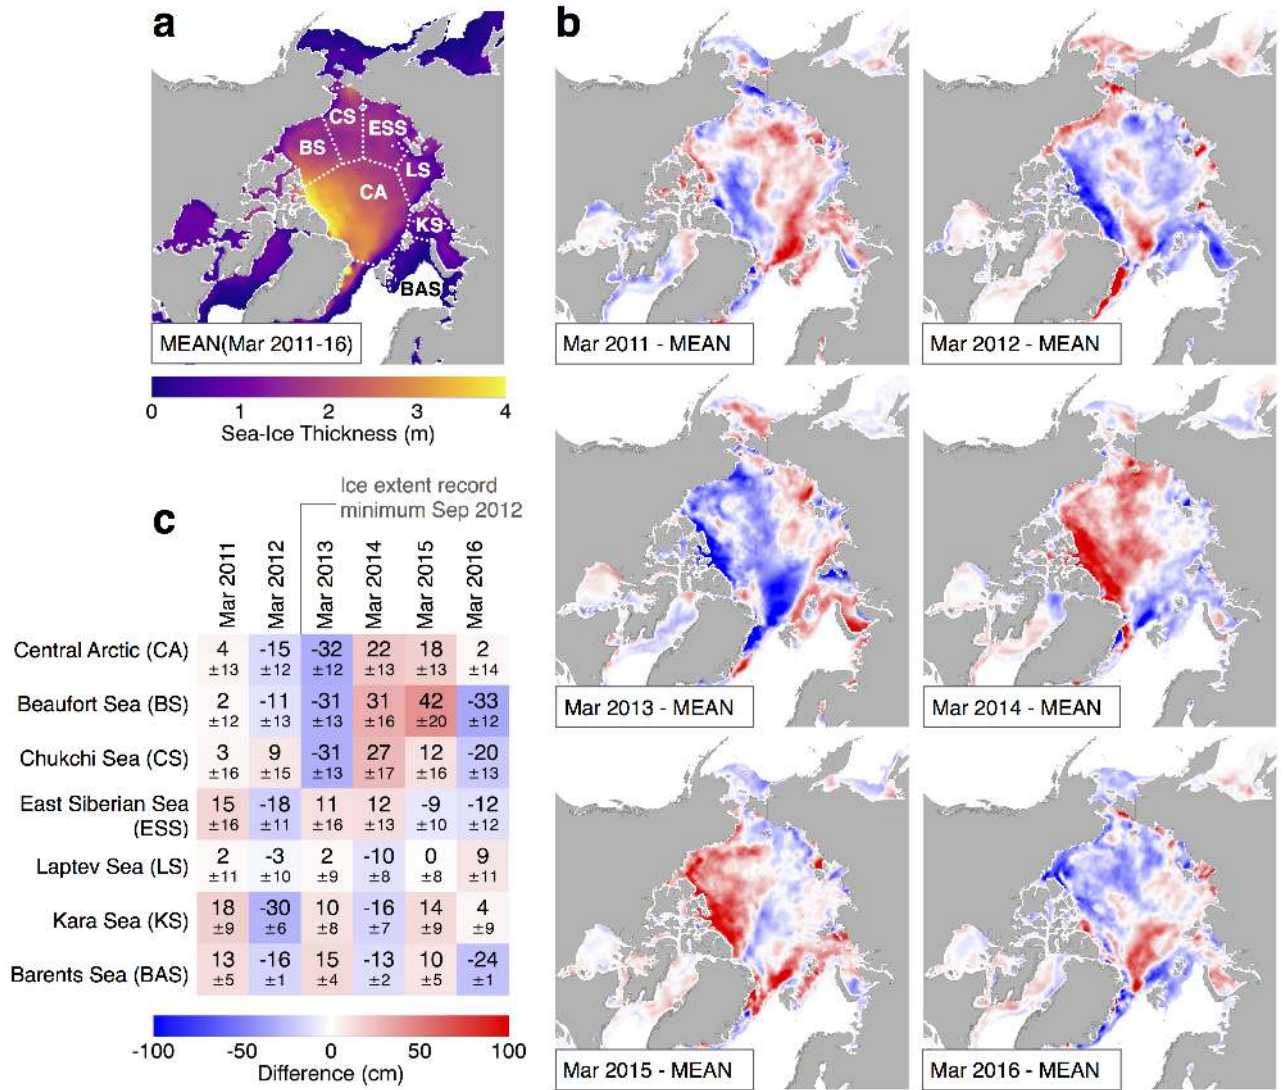 a
CS
ESS
BS
LS
CA
KS
BAS
MEAN(Mar 2011-16)
0 1 2 3 4
Sea-Ice Thickness (m)
b
Mar 2011 - MEAN
Mar 2012 - MEAN
Mar 2013 - MEAN
Mar 2014 - MEAN
Mar 2015 - MEAN
Mar 2016 - MEAN
c
Ice extent record
minimum Sep 2012
Mar 2011 Mar 2012 Mar 2013 Mar 2014 Mar 2015 Mar 2016
Central Arctic (CA) 4 -15 -32 22 18 2
±13 ±12 ±12 ±13 ±13 ±14
Beaufort Sea (BS) 2 -11 -31 31 42 -33
±12 ±13 ±13 ±16 ±20 ±12
Chukchi Sea (CS) 3 9 -31 27 12 -20
±16 ±15 ±13 ±17 ±16 ±13
East Siberian Sea 15 -18 11 12 -9 -12
(ESS) ±16 ±11 ±16 ±13 ±10 ±12
Laptev Sea (LS) 2 -3 2 -10 0 9
±11 ±10 ±9 ±8 ±8 ±11
Kara Sea (KS) 18 -30 10 -16 14 4
±9 ±6 ±8 ±7 ±9 ±9
Barents Sea (BAS) 13 -16 15 -13 10 -24
±5 ±1 ±4 ±2 ±5 ±1
-100 -50 0 50 100
Difference (cm)